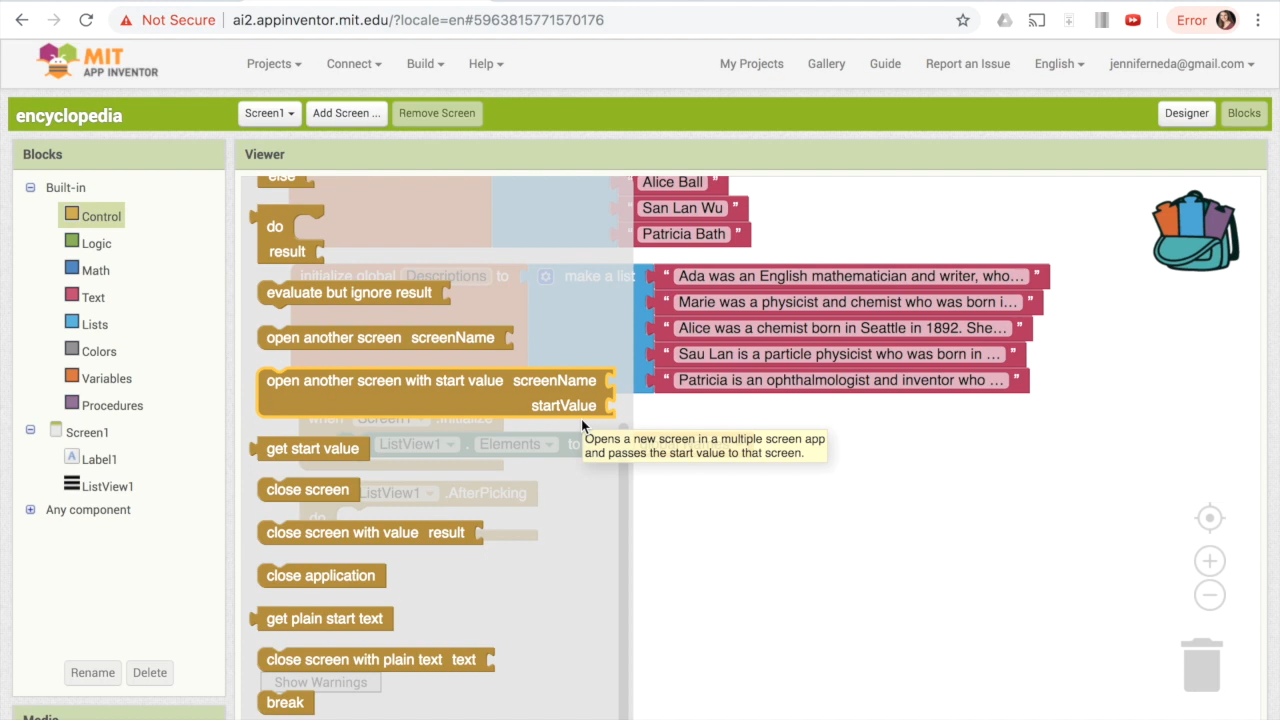 Not Secure
ai2.appinventor.mit.edu/?locale=en#5963815771570176
Error
MIT
APP INVENTOR
Projects
Connect
Build
Help
My Projects
Gallery
Guide
Report an Issue
English
jenniferneda@gmail.com
encyclopedia
Screen1
Add Screen ...
Remove Screen
Designer
Blocks
Blocks
Viewer
Built-in
Control
Logic
Math
Text
Lists
Colors
Variables
Procedures
Screen1
A Label1
ListView1
Any component
Rename
Delete
Media
else
do
result
evaluate but ignore result
open another screen screenName
open another screen with start value screenName
startValue
get start value
close screen
close screen with value result
close application
get plain start text
close screen with plain text text
break
" Alice Ball "
" San Lan Wu "
" Patricia Bath "
initialize global Descriptions to make a list
" Ada was an English mathematician and writer, who... "
" Marie was a physicist and chemist who was born i... "
" Alice was a chemist born in Seattle in 1892. She... "
" Sau Lan is a particle physicist who was born in ... "
" Patricia is an ophthalmologist and inventor who ... "
when Screen1 .Initialize
ListView1 . Elements to
ListView1 .AfterPicking
do
Opens a new screen in a multiple screen app
and passes the start value to that screen.
Show Warnings